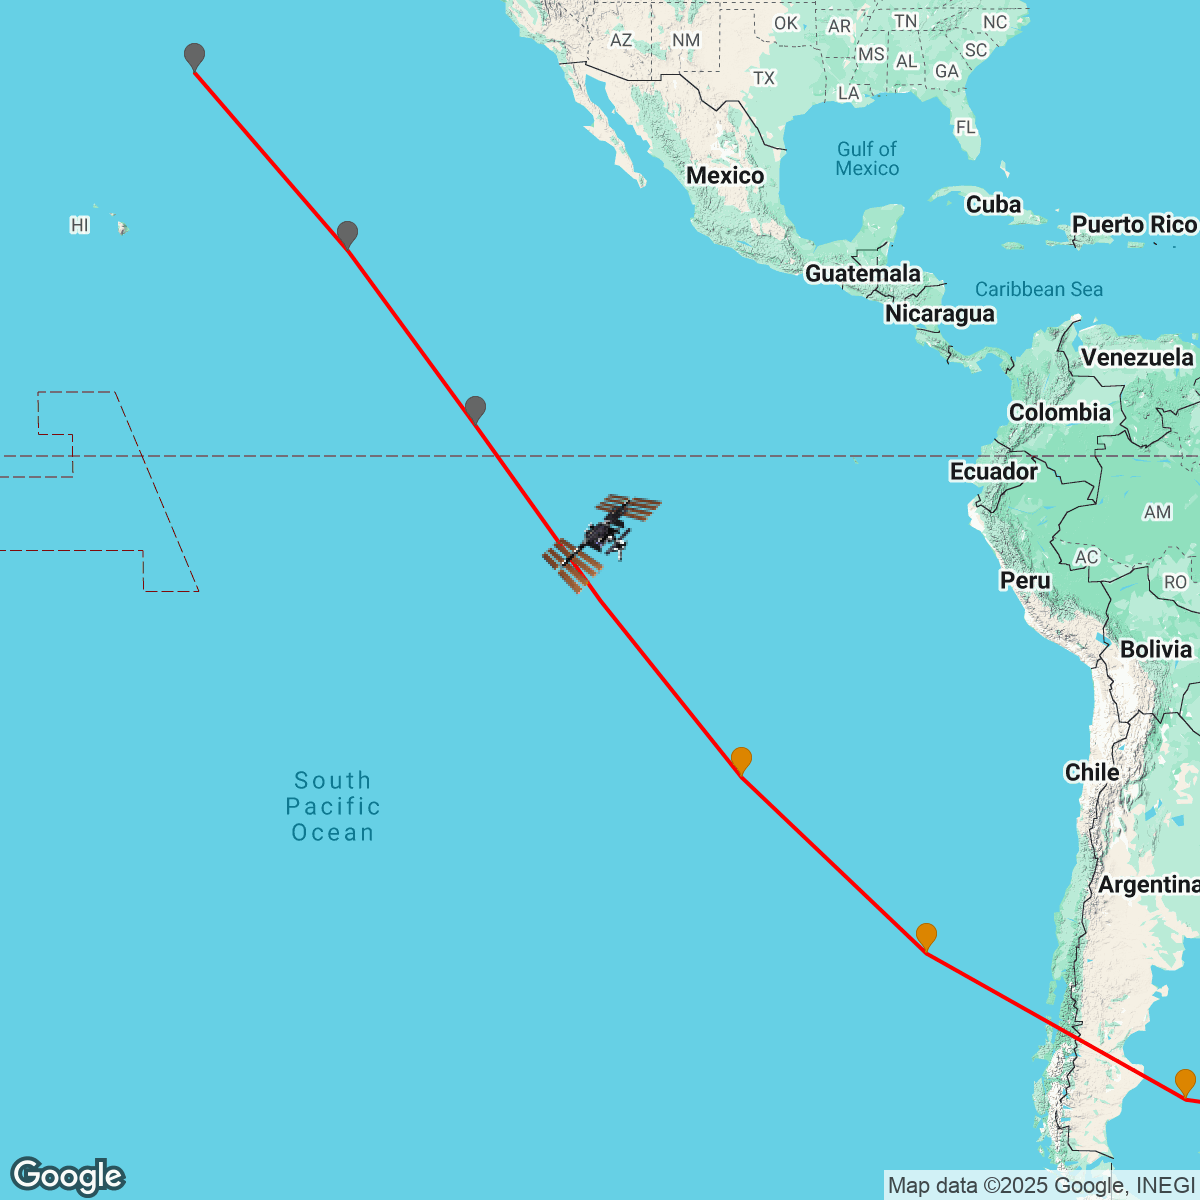 OK
AR
TN
NC
AZ
NM
MS
SC
AL
TX
GA
LA
FL
Gulf of
Mexico
Mexico
Cuba
HI
Puerto Rico
Guatemala
Caribbean Sea
Nicaragua
Venezuela
Colombia
Ecuador
AM
AC
Peru
RO
Bolivia
South
Pacific
Ocean
Chile
Argentina
Google
Map data ©2025 Google, INEGI